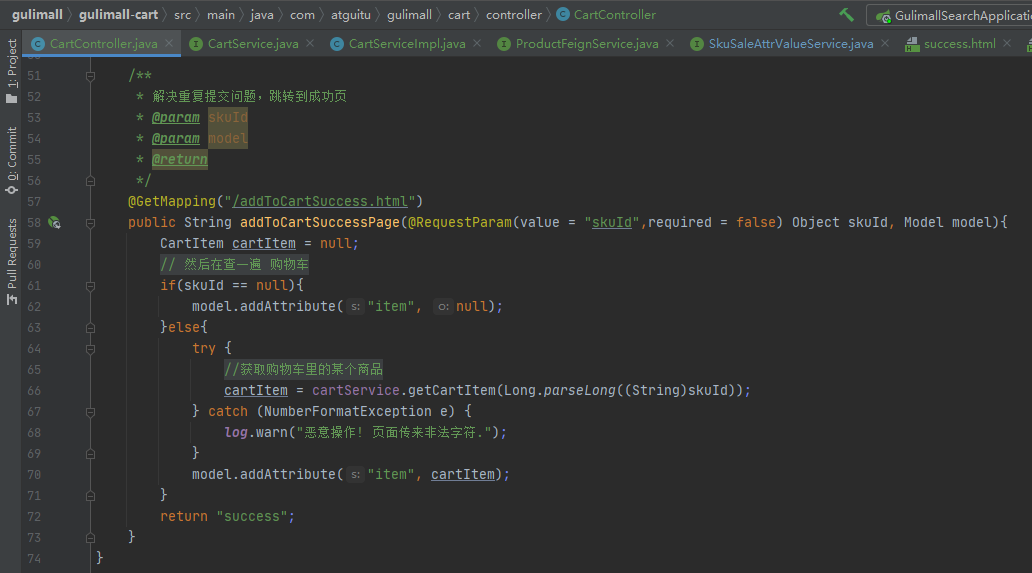 gulimall gulimall-cart src main java com atguitu gulimall cart controller CartController GulimallSearchApplicatio
CartController.java CartService.java CartServiceImpl.java ProductFeignService.java SkuSaleAttrValueService.java success.html
1: Project
0: Commit
Pull Requests
51 /**
52 * 解决重复提交问题，跳转到成功页
53 * @param skuId
54 * @param model
55 * @return
56 */
57 @GetMapping("/addToCartSuccess.html")
58 public String addToCartSuccessPage(@RequestParam(value = "skuId",required = false) Object skuId, Model model){
59 CartItem cartItem = null;
60 // 然后在查一遍 购物车
61 if(skuId == null){
62 model.addAttribute( s: "item", o: null);
63 }else{
64 try {
65 //获取购物车里的某个商品
66 cartItem = cartService.getCartItem(Long.parseLong((String)skuId));
67 } catch (NumberFormatException e) {
68 log.warn("恶意操作! 页面传来非法字符.");
69 }
70 model.addAttribute( s: "item", cartItem);
71 }
72 return "success";
73 }
74 }